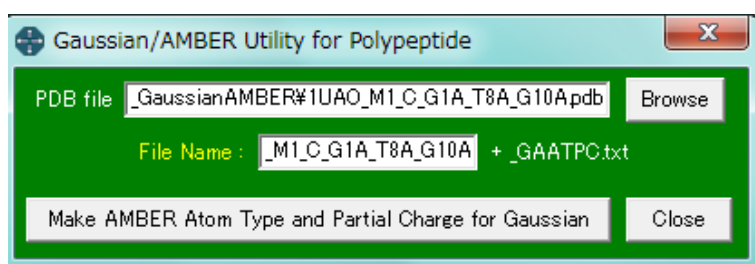 Gaussian/AMBER Utility for Polypeptide
PDB file _GaussianAMBER¥1UAO_M1_C_G1A_T8A_G10A.pdb Browse
File Name : _M1_C_G1A_T8A_G10A + _GAATPC.txt
Make AMBER Atom Type and Partial Charge for Gaussian Close